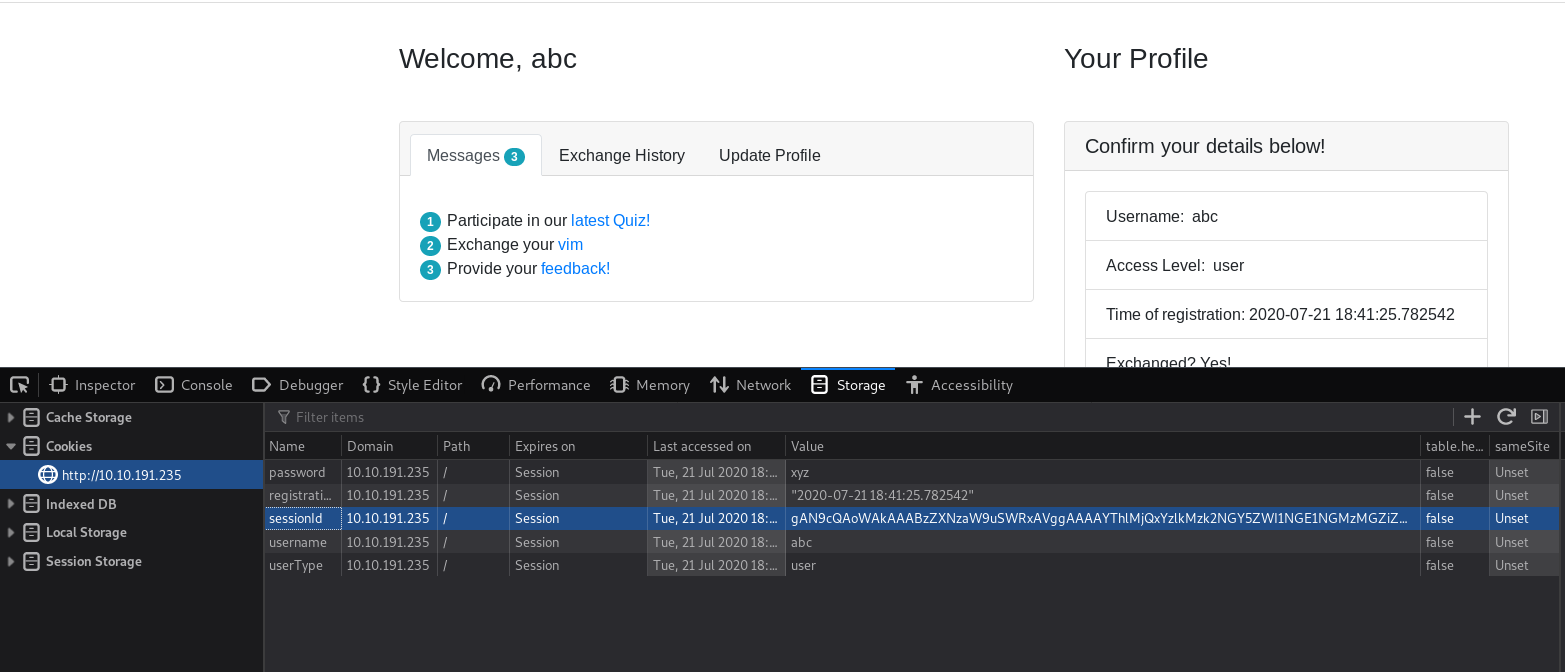 Welcome, abc
Your Profile
Messages 3 Exchange History Update Profile
1 Participate in our latest Quiz!
2 Exchange your vim
3 Provide your feedback!
Confirm your details below!
Username: abc
Access Level: user
Time of registration: 2020-07-21 18:41:25.782542
Exchanged? Yes!
Inspector Console Debugger Style Editor Performance Memory Network Storage Accessibility
Cache Storage
Cookies
http://10.10.191.235
Indexed DB
Local Storage
Session Storage
Filter items
Name Domain Path Expires on Last accessed on Value table.he... sameSite
password 10.10.191.235 / Session Tue, 21 Jul 2020 18:... xyz false Unset
registrati... 10.10.191.235 / Session Tue, 21 Jul 2020 18:... "2020-07-21 18:41:25.782542" false Unset
sessionId 10.10.191.235 / Session Tue, 21 Jul 2020 18:... gAN9cQAoWAkAAABzZXNzaW9uSWRxAVggAAAAYThlMjQxYzlkMzk2NGY5ZWI1NGE1NGMzMGZiZ... false Unset
username 10.10.191.235 / Session Tue, 21 Jul 2020 18:... abc false Unset
userType 10.10.191.235 / Session Tue, 21 Jul 2020 18:... user false Unset